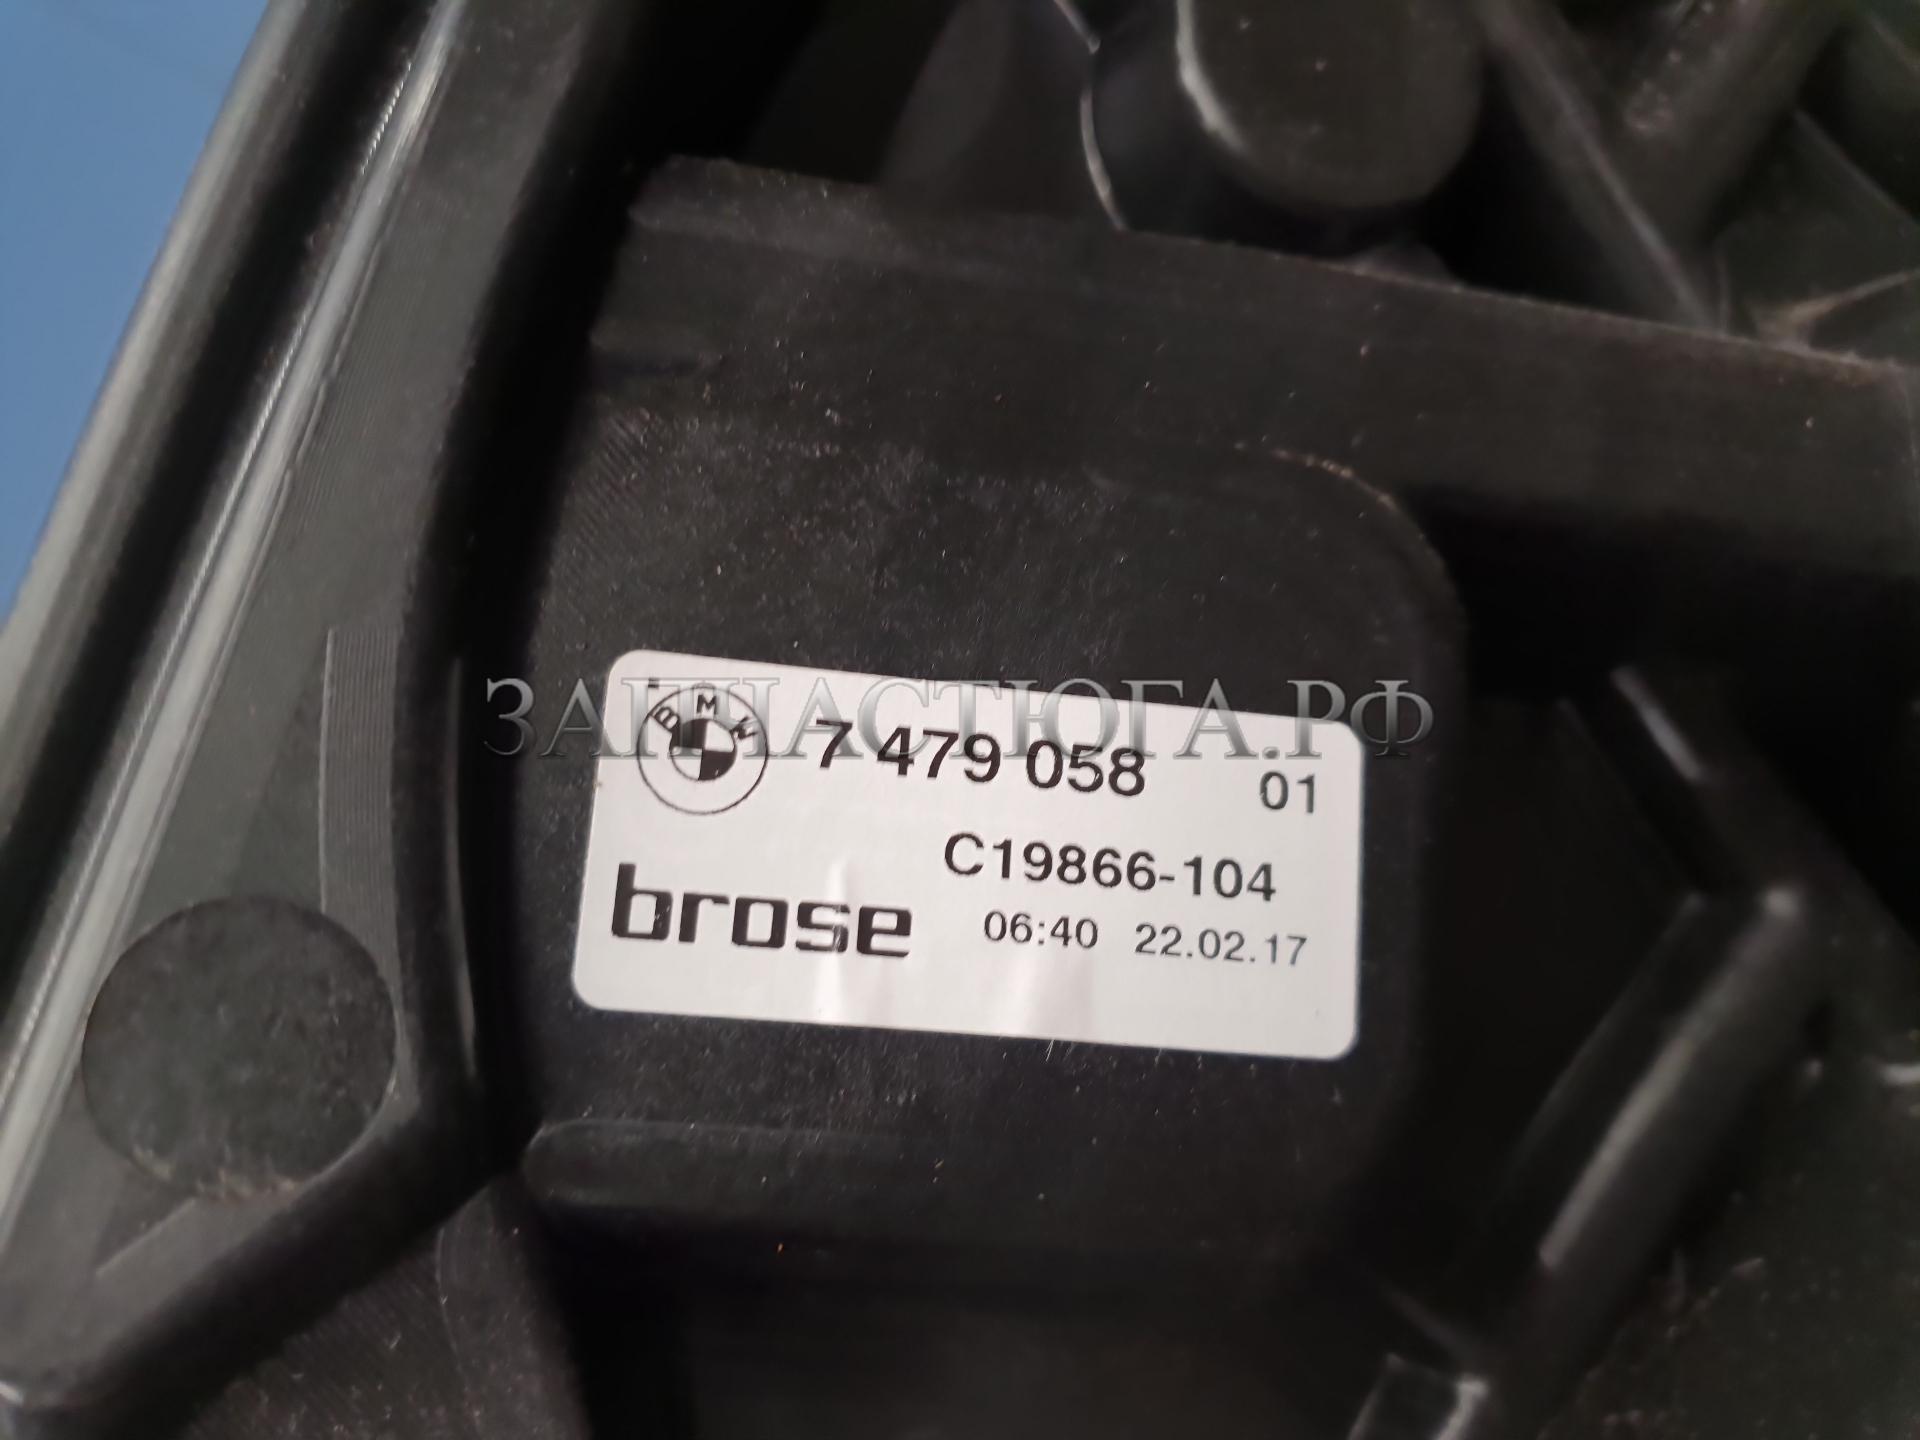 ЗАПЧАСТЮГА.РФ
BMW
7 479 058
01
C19866-104
brose
06:40 22.02.17